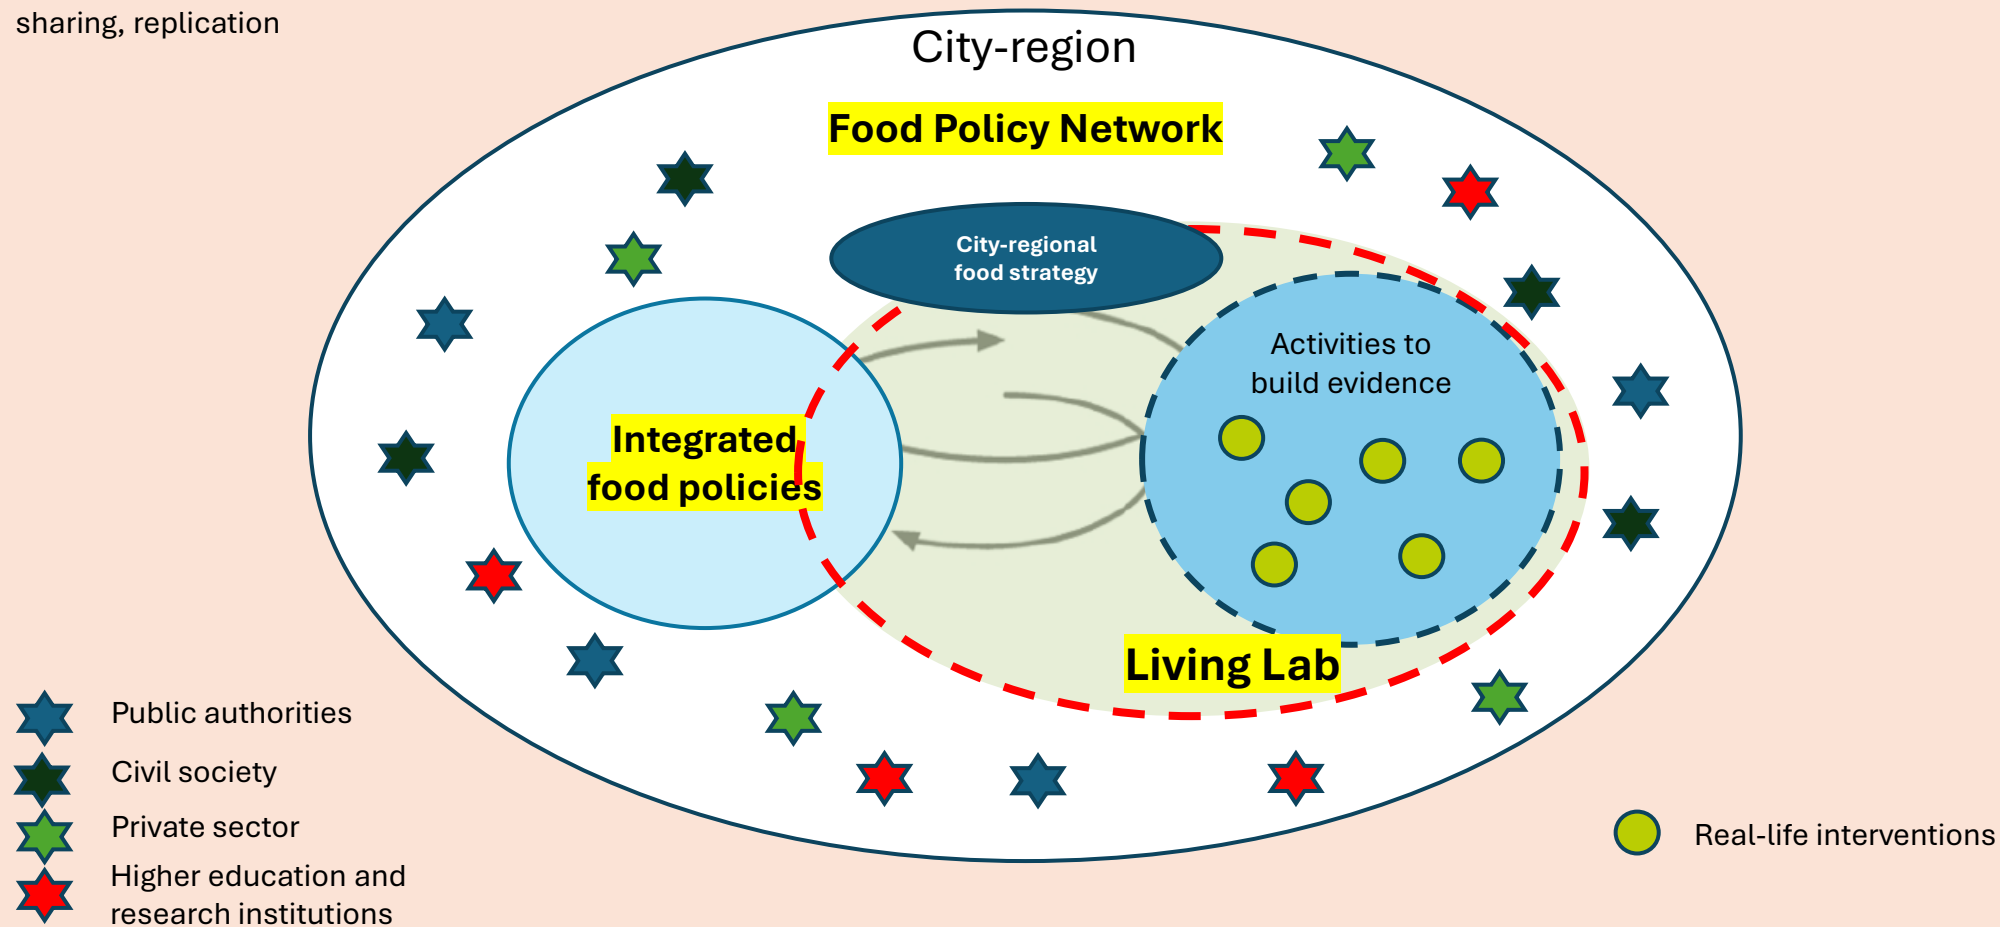 sharing, replication
City-region
Food Policy Network
City-regional
food strategy
Activities to
build evidence
Integrated
food policies
Living Lab
Public authorities
Civil society
Private sector
Higher education and
research institutions
Real-life interventions